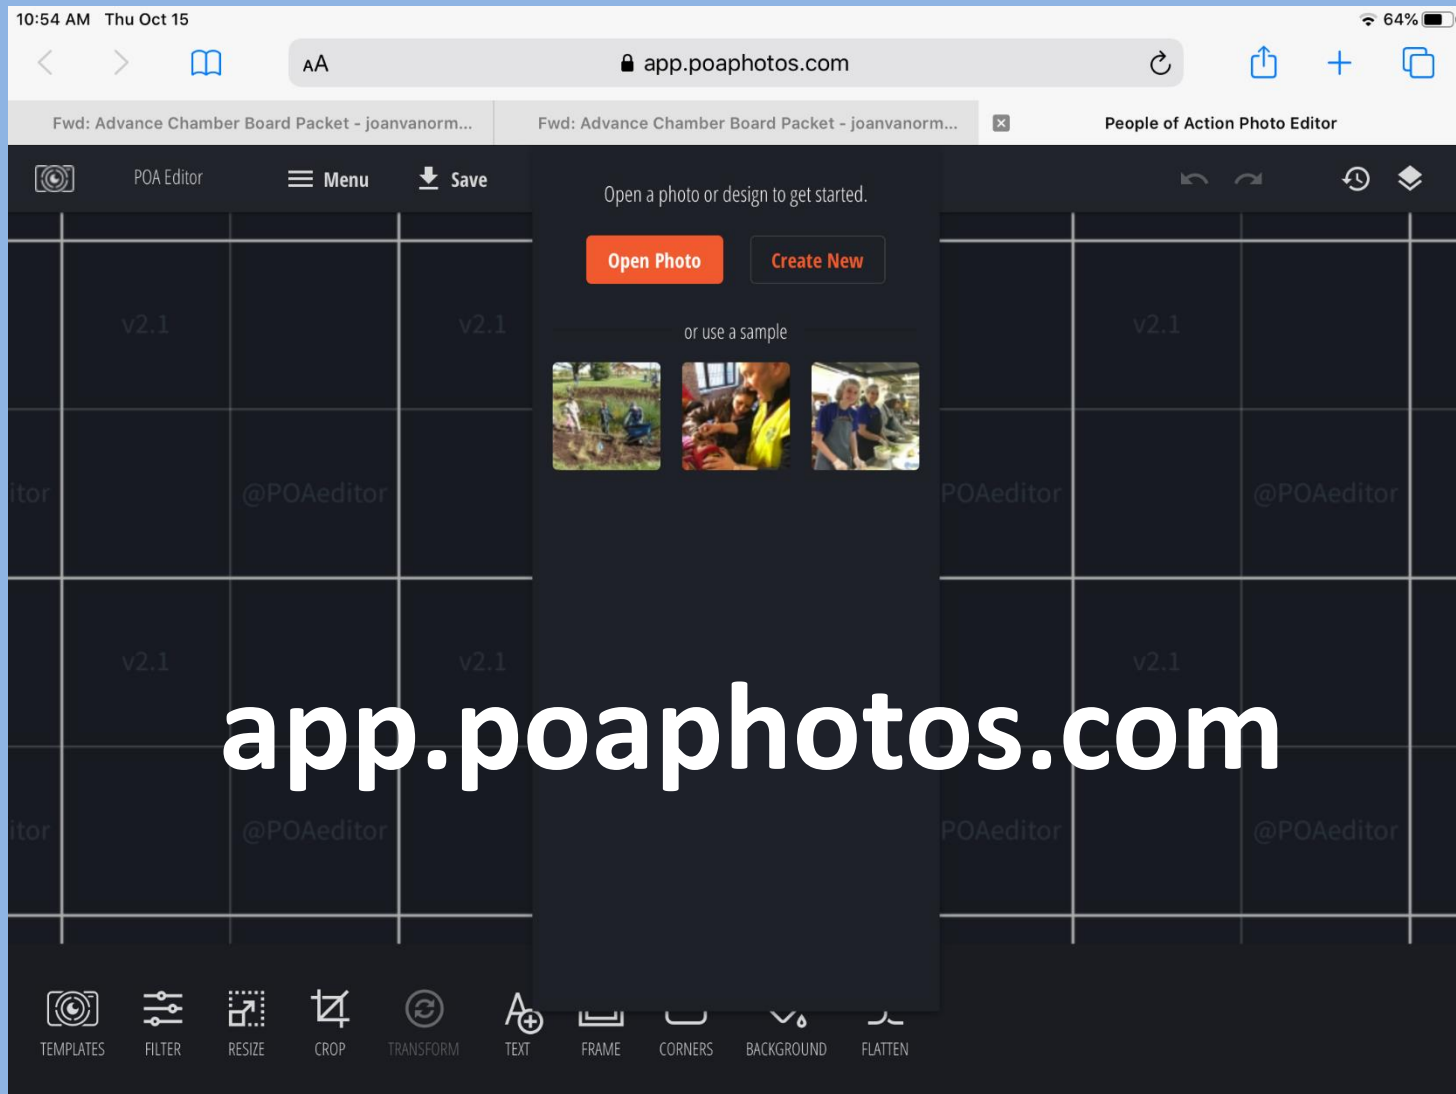 10:54 AM Thu Oct 15
64%
AA
app.poaphotos.com
Fwd: Advance Chamber Board Packet - joanvanorm...
Fwd: Advance Chamber Board Packet - joanvanorm...
People of Action Photo Editor
POA Editor
Menu
Save
Open a photo or design to get started.
Open Photo
Create New
or use a sample
v2.1
v2.1
v2.1
itor
@POAeditor
POAeditor
@POAeditor
v2.1
v2.1
v2.1
app.poaphotos.com
itor
@POAeditor
POAeditor
@POAeditor
TEMPLATES
FILTER
RESIZE
CROP
TRANSFORM
TEXT
FRAME
CORNERS
BACKGROUND
FLATTEN